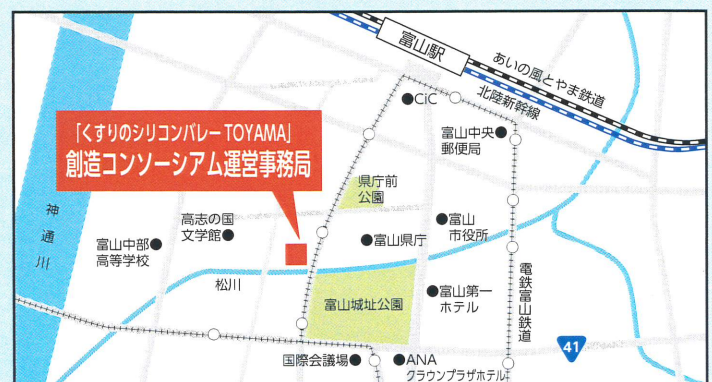 富山駅
あいの風とやま鉄道
北陸新幹線
CiC
富山中央
郵便局
「くすりのシリコンバレーTOYAMA」
創造コンソーシアム運営事務局
県庁前
公園
神通川
高志の国
文学館
富山中部
高等学校
富山県庁
富山
市役所
松川
富山城址公園
富山第一
ホテル
電鉄富山鉄道
41
国際会議場
ANA
クラウンプラザホテル